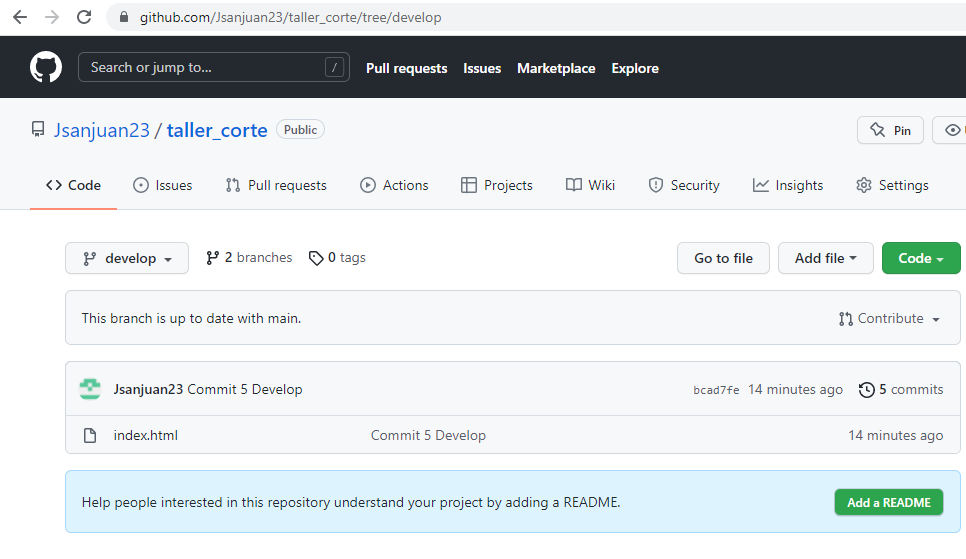 github.com/Jsanjuan23/taller_corte/tree/develop
Search or jump to... / Pull requests Issues Marketplace Explore
Jsanjuan23 / taller_corte Public Pin
Code Issues Pull requests Actions Projects Wiki Security Insights Settings
develop 2 branches 0 tags Go to file Add file Code
This branch is up to date with main. Contribute
Jsanjuan23 Commit 5 Develop bcad7fe 14 minutes ago 5 commits
index.html Commit 5 Develop 14 minutes ago
Help people interested in this repository understand your project by adding a README. Add a README